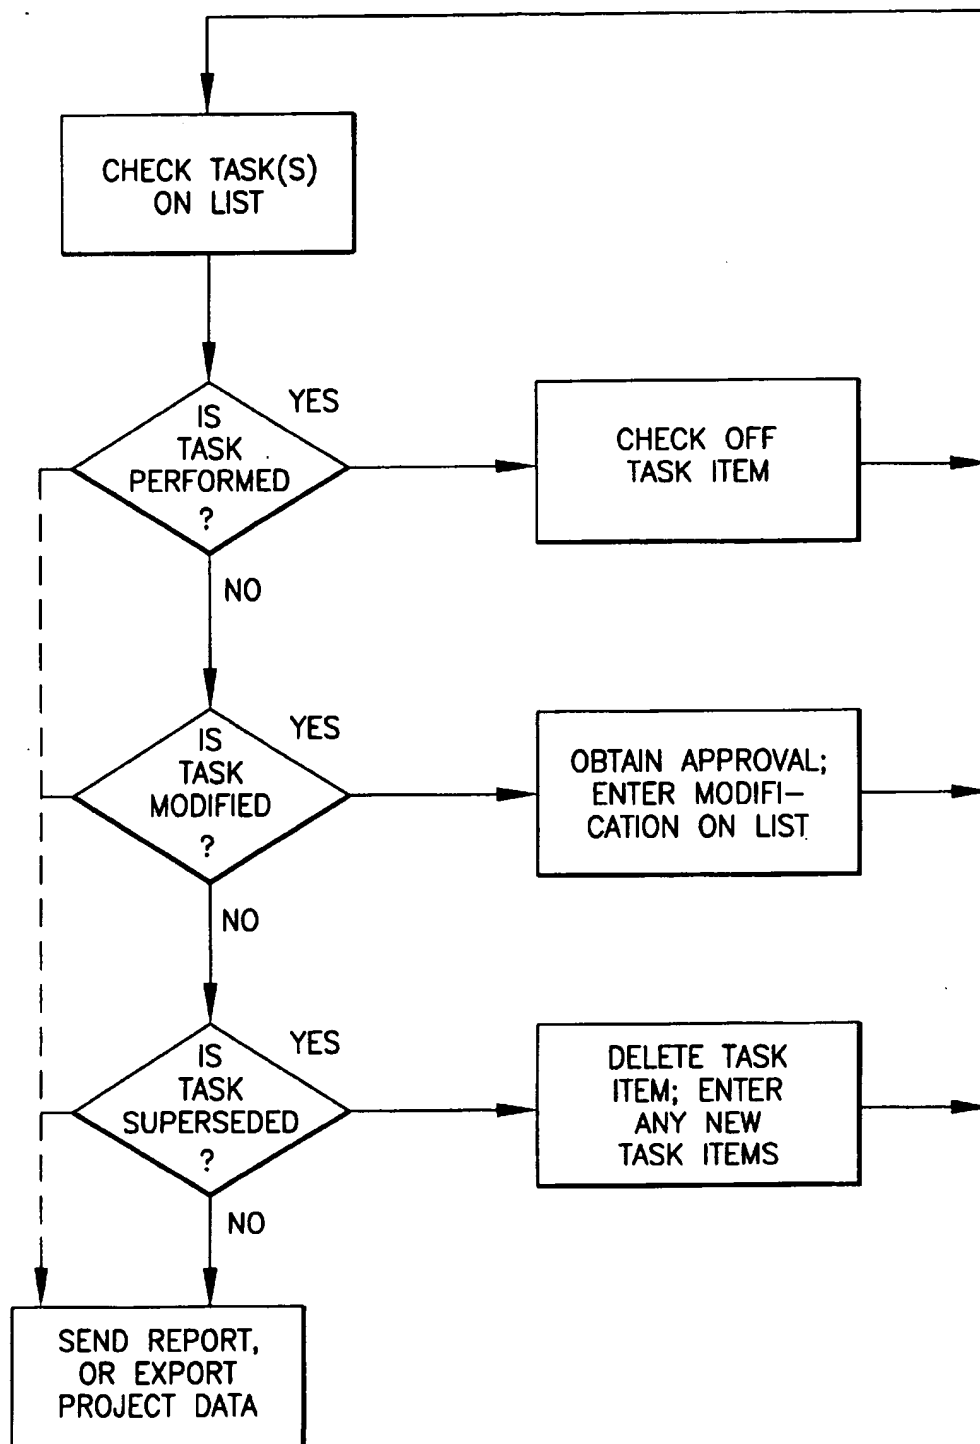 CHECK TASK(S)
ON LIST
IS
TASK
PERFORMED
?
YES
NO
CHECK OFF
TASK ITEM
IS
TASK
MODIFIED
?
YES
NO
OBTAIN APPROVAL;
ENTER MODIFI-
CATION ON LIST
IS
TASK
SUPERSEDED
?
YES
NO
DELETE TASK
ITEM; ENTER
ANY NEW
TASK ITEMS
SEND REPORT,
OR EXPORT
PROJECT DATA